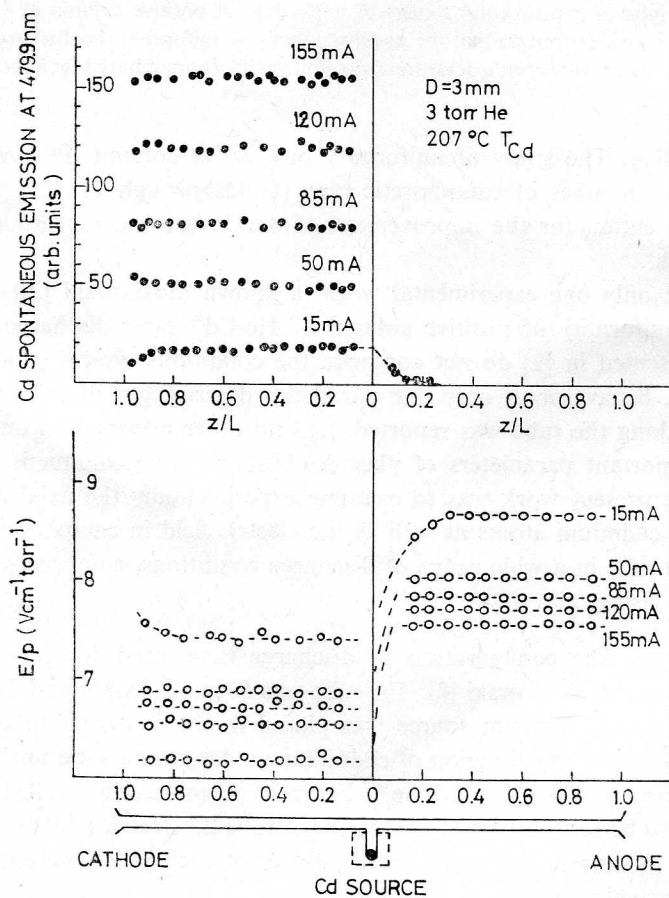 Cd SPONTANEOUS EMISSION AT 479.9nm
(arb. units)
150
100
50
155mA
120mA
85mA
50mA
15mA
D=3mm
3 torr He
207 °C TCd
1.0 0.8 0.6 0.4 0.2 0 0.2 0.4 0.6 0.8 1.0
z/L z/L
E/p (Vcm⁻¹torr⁻¹)
9
8
7
15mA
50mA
85mA
120mA
155mA
1.0 0.8 0.6 0.4 0.2 0 0.2 0.4 0.6 0.8 1.0
CATHODE ANODE
Cd SOURCE